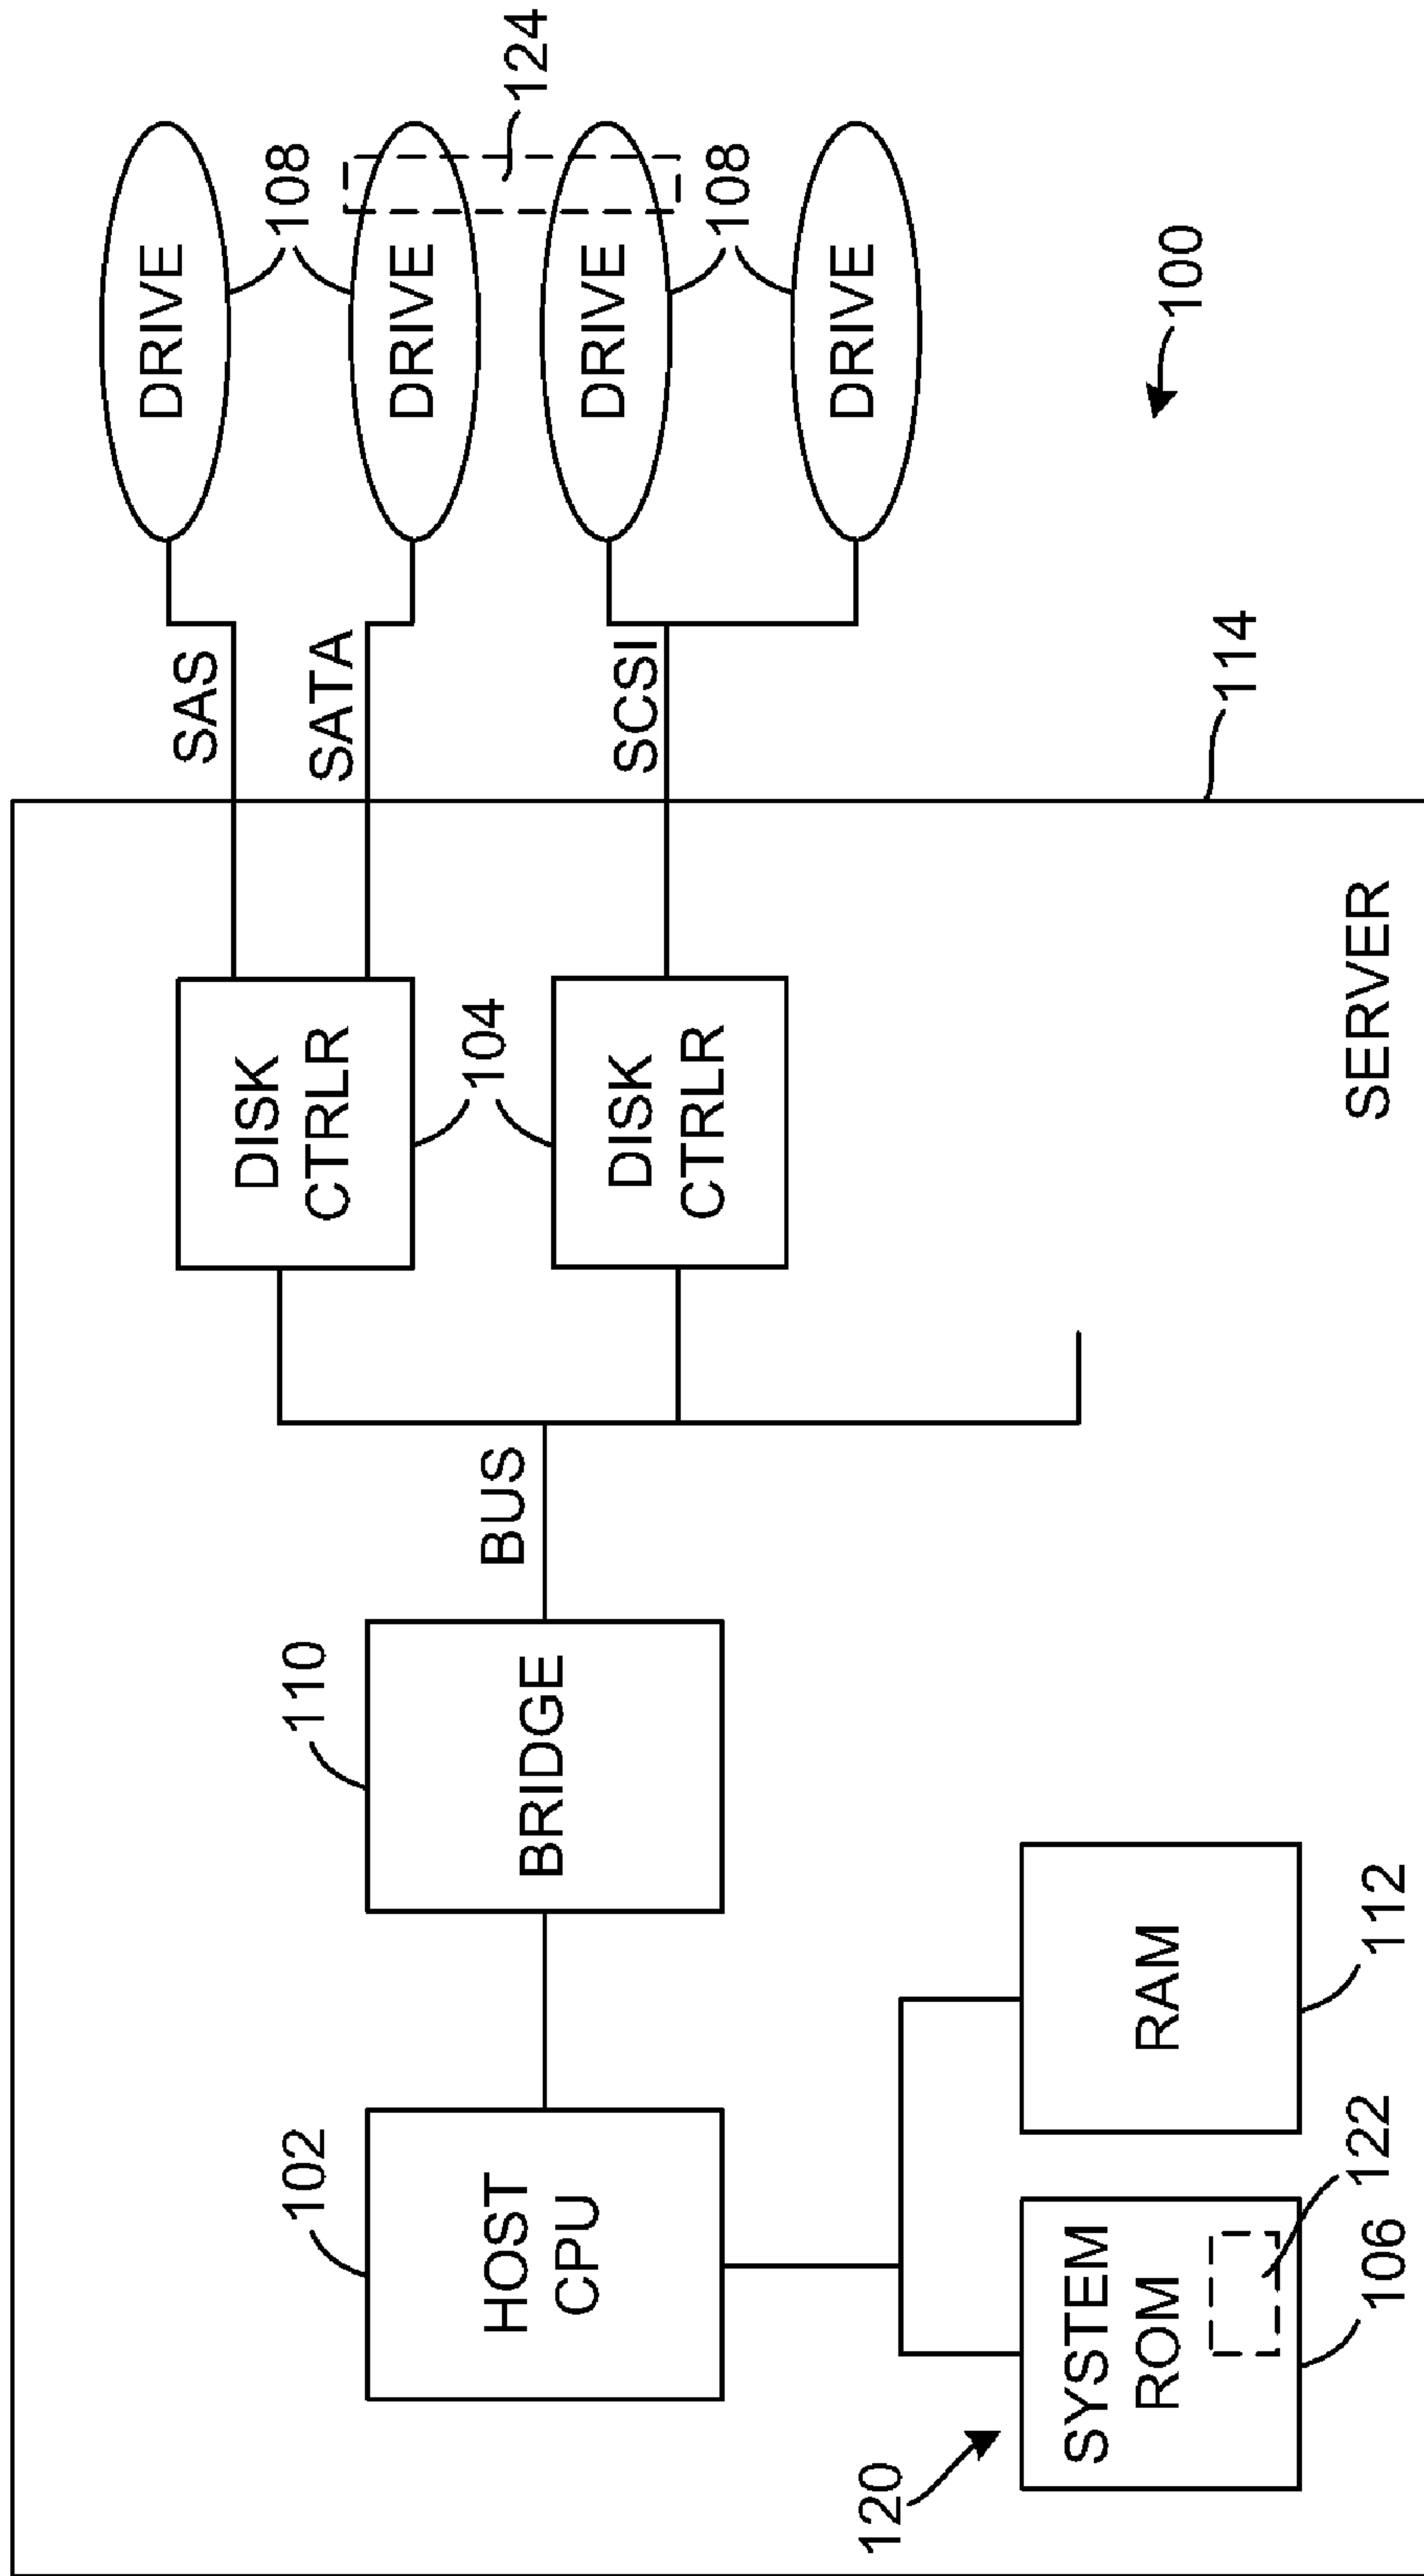 102
HOST
CPU
110
BRIDGE
BUS
DISK
CTRLR
104
DISK
CTRLR
SAS
SATA
SCSI
DRIVE
108
DRIVE
124
DRIVE
108
DRIVE
120
SYSTEM
ROM
122
106
RAM
112
SERVER
114
100